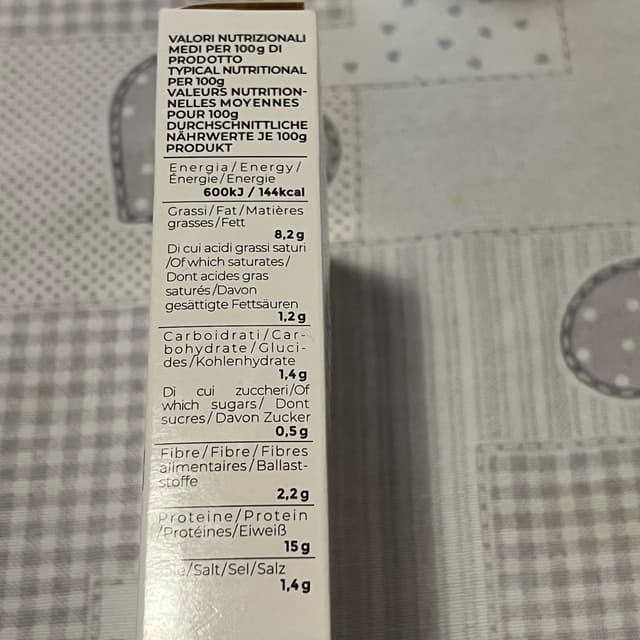 VALORI NUTRIZIONALI
MEDI PER 100g DI
PRODOTTO
TYPICAL NUTRITIONAL
PER 100g
VALEURS NUTRITION-
NELLES MOYENNES
POUR 100g
DURCHSCHNITTLICHE
NÄHRWERTE JE 100g
PRODUKT
Energia/Energy/
Énergie/Energie
600kJ / 144kcal
Grassi/Fat/Matières
grasses/Fett
8,2g
Di cui acidi grassi saturi
/Of which saturates/
Dont acides gras
saturés/Davon
gesättigte Fettsäuren
1,2g
Carboidrati/Car-
bohydrate/Gluci-
des/Kohlenhydrate
1,4g
Di cui zuccheri/Of
which sugars/ Dont
sucres/Davon Zucker
0,5g
Fibre/Fibre/Fibres
alimentaires/Ballast-
stoffe
2,2g
Proteine/Protein
/Protéines/Eiweiß
15g
/Salt/Sel/Salz
1,4g